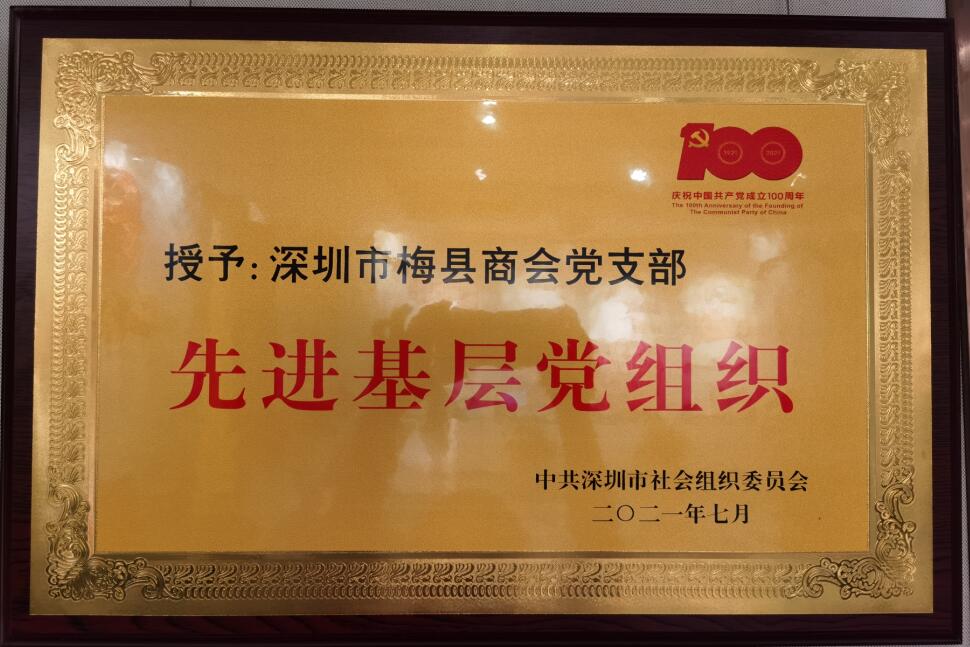 100
1921 2021
庆祝中国共产党成立100周年
The 100th Anniversary of the Founding of
The Communist Party of China
授予:深圳市梅县商会党支部
先进基层党组织
中共深圳市社会组织委员会
二〇二一年七月